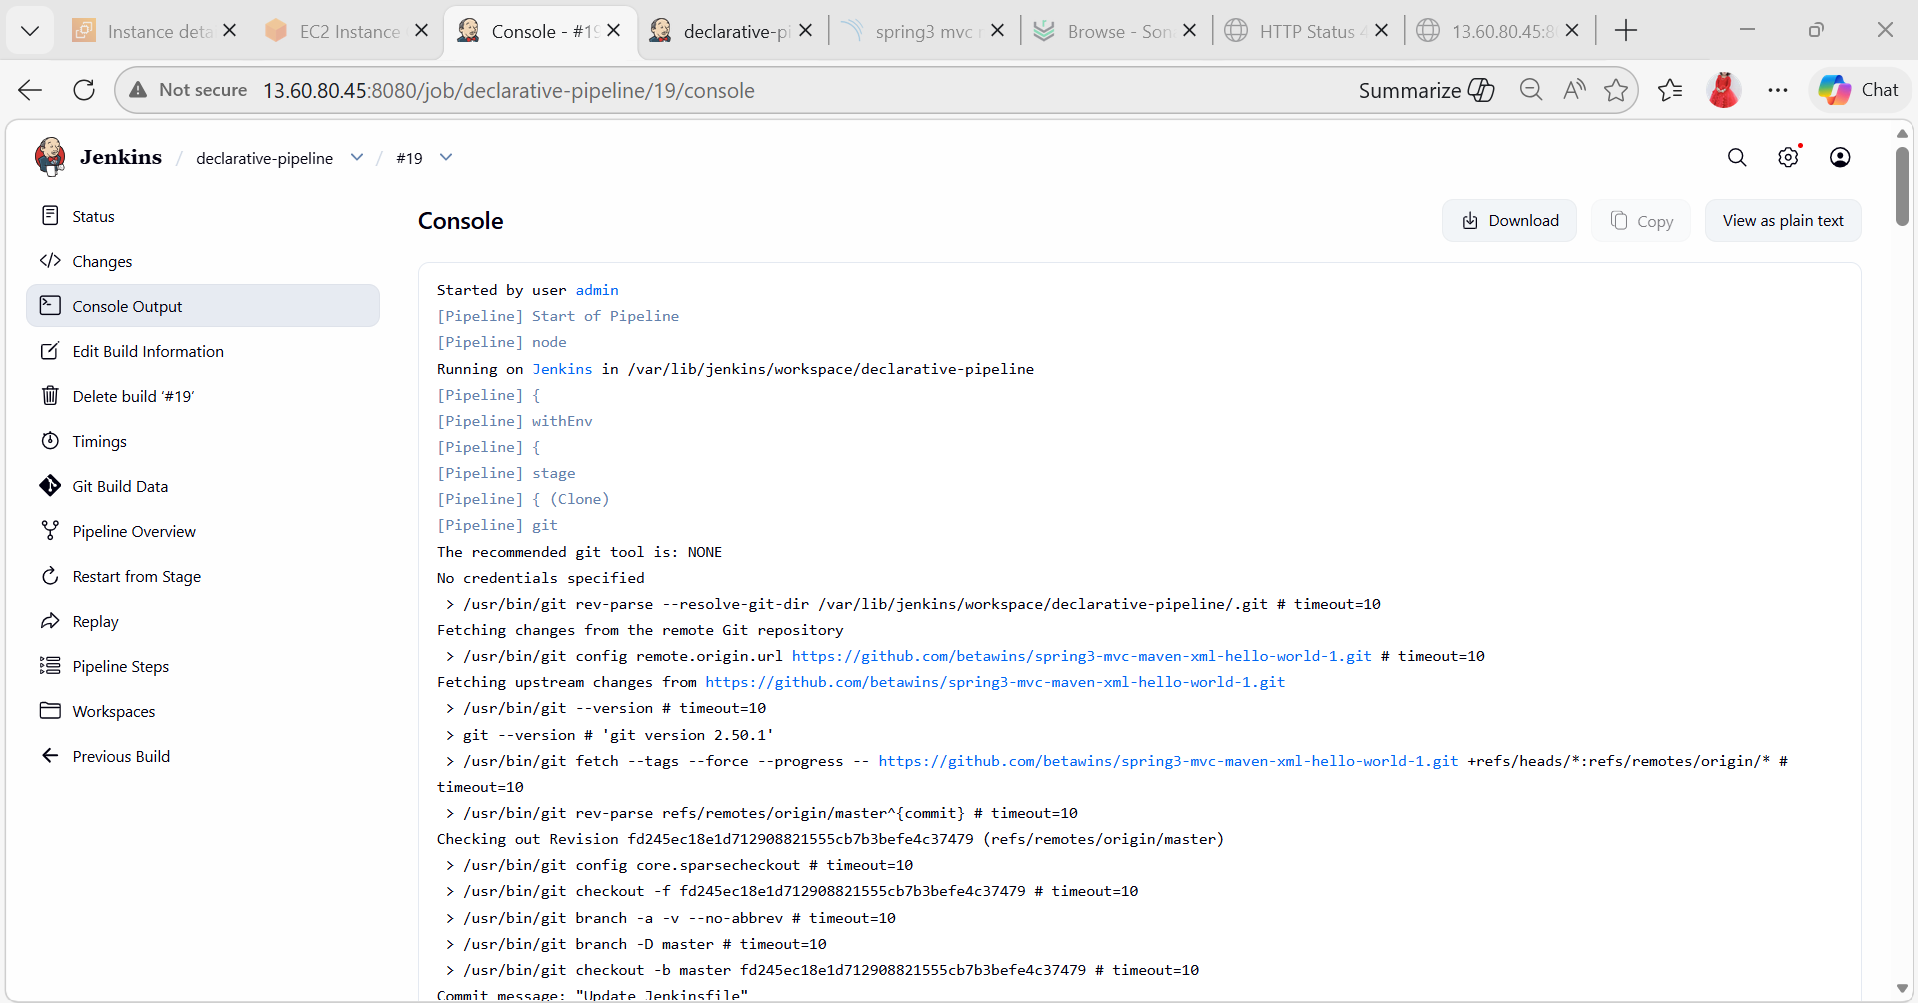 Instance deta
EC2 Instance
Console - #19
declarative-pi
spring3 mvc
Browse - Son
HTTP Status 4
13.60.80.45:8
Not secure 13.60.80.45:8080/job/declarative-pipeline/19/console
Summarize
Chat
Jenkins / declarative-pipeline / #19
Status
Changes
Console Output
Edit Build Information
Delete build ‘#19’
Timings
Git Build Data
Pipeline Overview
Restart from Stage
Replay
Pipeline Steps
Workspaces
Previous Build
Console
Download
Copy
View as plain text
Started by user admin
[Pipeline] Start of Pipeline
[Pipeline] node
Running on Jenkins in /var/lib/jenkins/workspace/declarative-pipeline
[Pipeline] {
[Pipeline] withEnv
[Pipeline] {
[Pipeline] stage
[Pipeline] { (Clone)
[Pipeline] git
The recommended git tool is: NONE
No credentials specified
> /usr/bin/git rev-parse --resolve-git-dir /var/lib/jenkins/workspace/declarative-pipeline/.git # timeout=10
Fetching changes from the remote Git repository
> /usr/bin/git config remote.origin.url https://github.com/betawins/spring3-mvc-maven-xml-hello-world-1.git # timeout=10
Fetching upstream changes from https://github.com/betawins/spring3-mvc-maven-xml-hello-world-1.git
> /usr/bin/git --version # timeout=10
> git --version # 'git version 2.50.1'
> /usr/bin/git fetch --tags --force --progress -- https://github.com/betawins/spring3-mvc-maven-xml-hello-world-1.git +refs/heads/*:refs/remotes/origin/* #
timeout=10
> /usr/bin/git rev-parse refs/remotes/origin/master^{commit} # timeout=10
Checking out Revision fd245ec18e1d712908821555cb7b3befe4c37479 (refs/remotes/origin/master)
> /usr/bin/git config core.sparsecheckout # timeout=10
> /usr/bin/git checkout -f fd245ec18e1d712908821555cb7b3befe4c37479 # timeout=10
> /usr/bin/git branch -a -v --no-abbrev # timeout=10
> /usr/bin/git branch -D master # timeout=10
> /usr/bin/git checkout -b master fd245ec18e1d712908821555cb7b3befe4c37479 # timeout=10
Commit message: "Update Jenkinsfile"